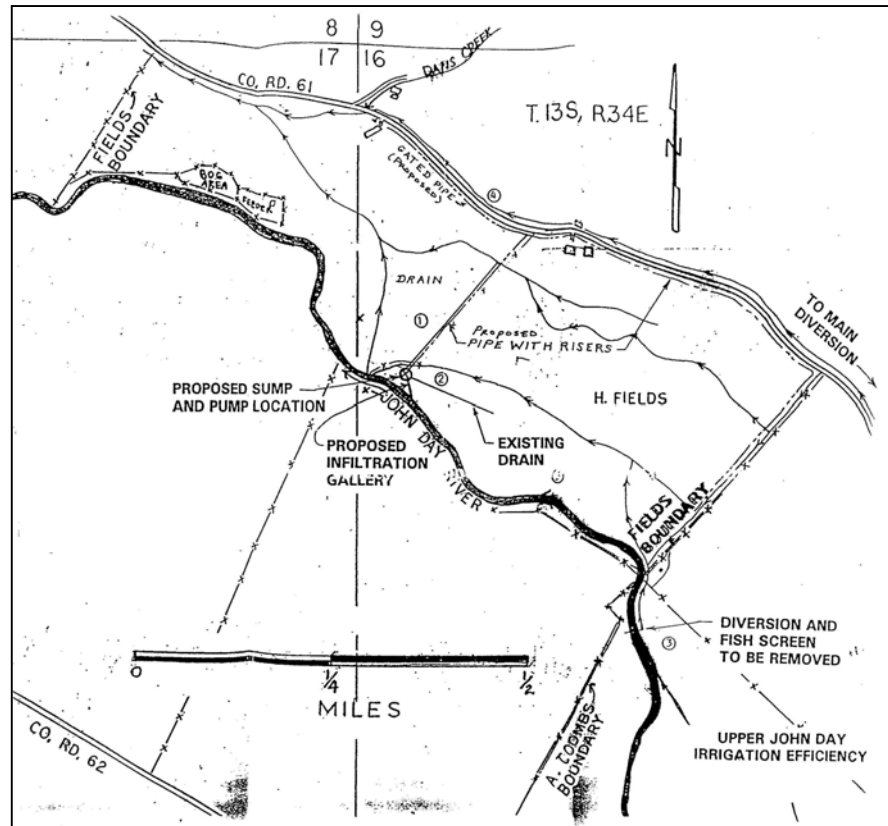 8 9
17 16
CO. RD. 61
DANS CREEK
T. 13S, R34E
N
FIELDS
BOUNDARY
BOG
AREA
FEEDER
GATED PIPE
(PROPOSED)
④
DRAIN
①
PROPOSED
PIPE WITH RISERS
TO MAIN
DIVERSION
②
H. FIELDS
PROPOSED SUMP
AND PUMP LOCATION
JOHN DAY
RIVER
PROPOSED
INFILTRATION
GALLERY
EXISTING
DRAIN
FIELDS
BOUNDARY
DIVERSION AND
FISH SCREEN
TO BE REMOVED
③
0 1/4 1/2
MILES
A. COOMBS
BOUNDARY
UPPER JOHN DAY
IRRIGATION EFFICIENCY
CO. RD. 62